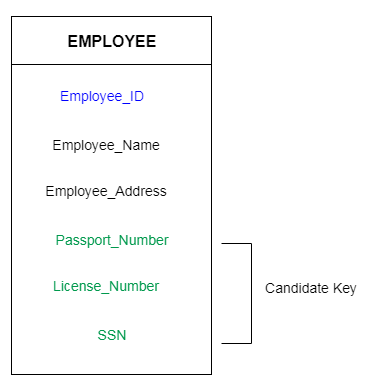 EMPLOYEE
Employee_ID
Employee_Name
Employee_Address
Passport_Number
License_Number
Candidate Key
SSN